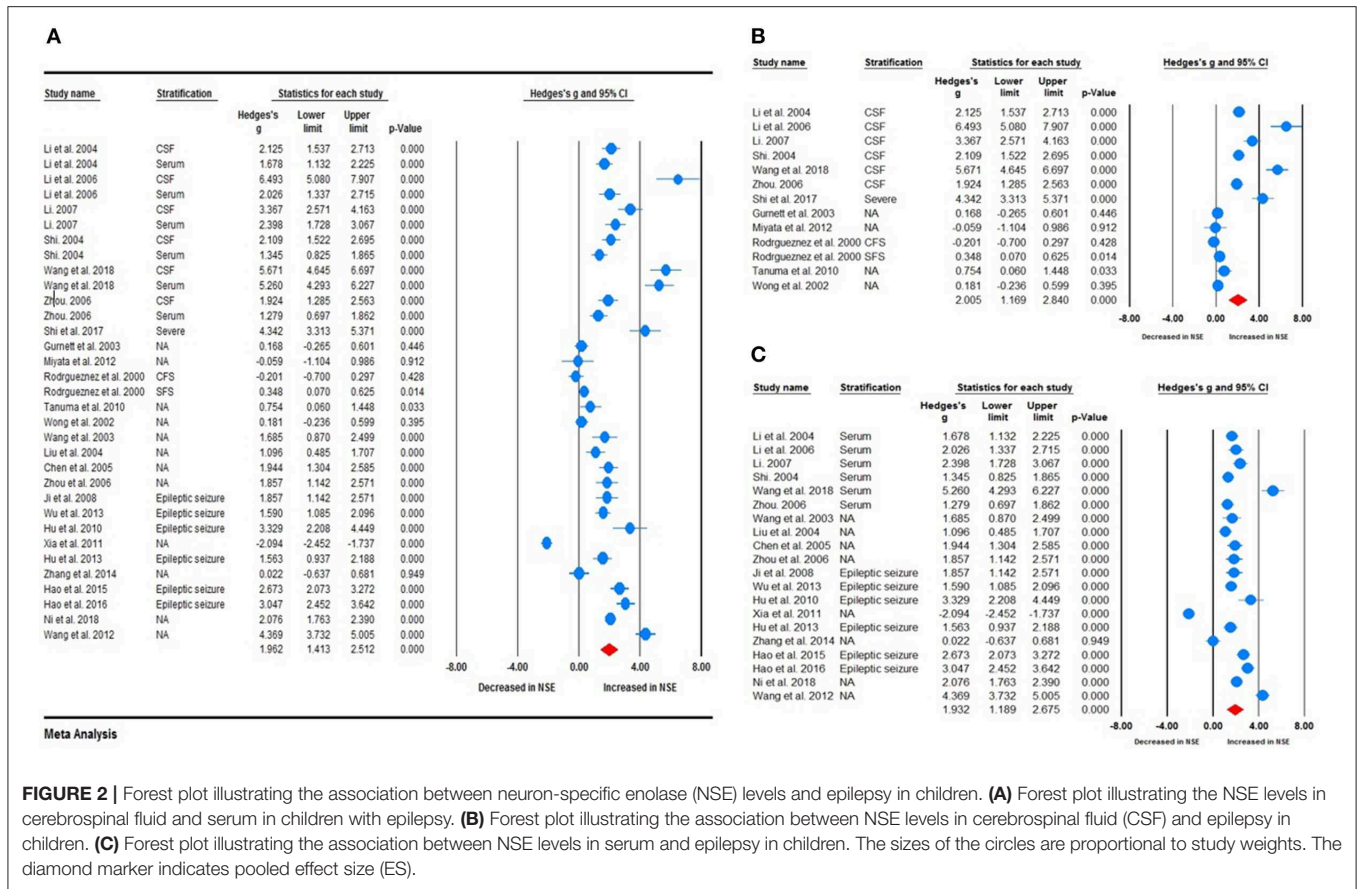 A
Study name Stratification Statistics for each study Hedges's g and 95% CI
Hedges's g Lower limit Upper limit p-Value
Li et al. 2004 CSF 2.125 1.537 2.713 0.000
Li et al. 2004 Serum 1.678 1.132 2.225 0.000
Li et al. 2006 CSF 6.493 5.080 7.907 0.000
Li et al. 2006 Serum 2.026 1.337 2.715 0.000
Li. 2007 CSF 3.367 2.571 4.163 0.000
Li. 2007 Serum 2.398 1.728 3.067 0.000
Shi. 2004 CSF 2.109 1.522 2.695 0.000
Shi. 2004 Serum 1.345 0.825 1.865 0.000
Wang et al. 2018 CSF 5.671 4.645 6.697 0.000
Wang et al. 2018 Serum 5.260 4.293 6.227 0.000
Zhou. 2006 CSF 1.924 1.285 2.563 0.000
Zhou. 2006 Serum 1.279 0.697 1.862 0.000
Shi et al. 2017 Severe 4.342 3.313 5.371 0.000
Gurnett et al. 2003 NA 0.168 -0.265 0.601 0.446
Miyata et al. 2012 NA -0.059 -1.104 0.986 0.912
Rodrgueznez et al. 2000 CFS -0.201 -0.700 0.297 0.428
Rodrgueznez et al. 2000 SFS 0.348 0.070 0.625 0.014
Tanuma et al. 2010 NA 0.754 0.060 1.448 0.033
Wong et al. 2002 NA 0.181 -0.236 0.599 0.395
Wang et al. 2003 NA 1.685 0.870 2.499 0.000
Liu et al. 2004 NA 1.096 0.485 1.707 0.000
Chen et al. 2005 NA 1.944 1.304 2.585 0.000
Zhou et al. 2006 NA 1.857 1.142 2.571 0.000
Ji et al. 2008 Epileptic seizure 1.857 1.142 2.571 0.000
Wu et al. 2013 Epileptic seizure 1.590 1.085 2.096 0.000
Hu et al. 2010 Epileptic seizure 3.329 2.208 4.449 0.000
Xia et al. 2011 NA -2.094 -2.452 -1.737 0.000
Hu et al. 2013 Epileptic seizure 1.563 0.937 2.188 0.000
Zhang et al. 2014 NA 0.022 -0.637 0.681 0.949
Hao et al. 2015 Epileptic seizure 2.673 2.073 3.272 0.000
Hao et al. 2016 Epileptic seizure 3.047 2.452 3.642 0.000
Ni et al. 2018 NA 2.076 1.763 2.390 0.000
Wang et al. 2012 NA 4.369 3.732 5.005 0.000
1.962 1.413 2.512 0.000
-8.00 -4.00 0.00 4.00 8.00
Decreased in NSE Increased in NSE
Meta Analysis
B
Study name Stratification Statistics for each study Hedges's g and 95% CI
Hedges's g Lower limit Upper limit p-Value
Li et al. 2004 CSF 2.125 1.537 2.713 0.000
Li et al. 2006 CSF 6.493 5.080 7.907 0.000
Li. 2007 CSF 3.367 2.571 4.163 0.000
Shi. 2004 CSF 2.109 1.522 2.695 0.000
Wang et al. 2018 CSF 5.671 4.645 6.697 0.000
Zhou. 2006 CSF 1.924 1.285 2.563 0.000
Shi et al. 2017 Severe 4.342 3.313 5.371 0.000
Gurnett et al. 2003 NA 0.168 -0.265 0.601 0.446
Miyata et al. 2012 NA -0.059 -1.104 0.986 0.912
Rodrgueznez et al. 2000 CFS -0.201 -0.700 0.297 0.428
Rodrgueznez et al. 2000 SFS 0.348 0.070 0.625 0.014
Tanuma et al. 2010 NA 0.754 0.060 1.448 0.033
Wong et al. 2002 NA 0.181 -0.236 0.599 0.395
2.005 1.169 2.840 0.000
-8.00 -4.00 0.00 4.00 8.00
Decreased in NSE Increased in NSE
C
Study name Stratification Statistics for each study Hedges's g and 95% CI
Hedges's g Lower limit Upper limit p-Value
Li et al. 2004 Serum 1.678 1.132 2.225 0.000
Li et al. 2006 Serum 2.026 1.337 2.715 0.000
Li. 2007 Serum 2.398 1.728 3.067 0.000
Shi. 2004 Serum 1.345 0.825 1.865 0.000
Wang et al. 2018 Serum 5.260 4.293 6.227 0.000
Zhou. 2006 Serum 1.279 0.697 1.862 0.000
Wang et al. 2003 NA 1.685 0.870 2.499 0.000
Liu et al. 2004 NA 1.096 0.485 1.707 0.000
Chen et al. 2005 NA 1.944 1.304 2.585 0.000
Zhou et al. 2006 NA 1.857 1.142 2.571 0.000
Ji et al. 2008 Epileptic seizure 1.857 1.142 2.571 0.000
Wu et al. 2013 Epileptic seizure 1.590 1.085 2.096 0.000
Hu et al. 2010 Epileptic seizure 3.329 2.208 4.449 0.000
Xia et al. 2011 NA -2.094 -2.452 -1.737 0.000
Hu et al. 2013 Epileptic seizure 1.563 0.937 2.188 0.000
Zhang et al. 2014 NA 0.022 -0.637 0.681 0.949
Hao et al. 2015 Epileptic seizure 2.673 2.073 3.272 0.000
Hao et al. 2016 Epileptic seizure 3.047 2.452 3.642 0.000
Ni et al. 2018 NA 2.076 1.763 2.390 0.000
Wang et al. 2012 NA 4.369 3.732 5.005 0.000
1.932 1.189 2.675 0.000
-8.00 -4.00 0.00 4.00 8.00
Decreased in NSE Increased in NSE
FIGURE 2 | Forest plot illustrating the association between neuron-specific enolase (NSE) levels and epilepsy in children. (A) Forest plot illustrating the NSE levels in
cerebrospinal fluid and serum in children with epilepsy. (B) Forest plot illustrating the association between NSE levels in cerebrospinal fluid (CSF) and epilepsy in
children. (C) Forest plot illustrating the association between NSE levels in serum and epilepsy in children. The sizes of the circles are proportional to study weights. The
diamond marker indicates pooled effect size (ES).